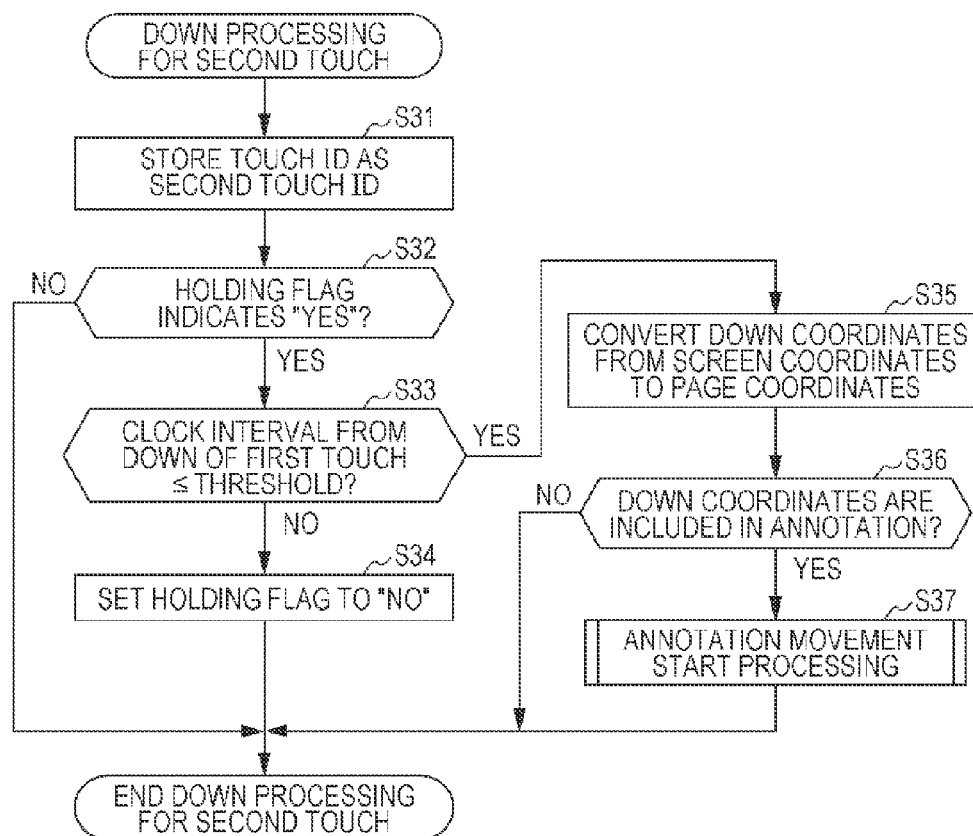 DOWN PROCESSING
FOR SECOND TOUCH
S31
STORE TOUCH ID AS
SECOND TOUCH ID
S32
NO
HOLDING FLAG
INDICATES "YES"?
YES
S33
CLOCK INTERVAL FROM
DOWN OF FIRST TOUCH
≤ THRESHOLD?
YES
NO
S34
SET HOLDING FLAG TO "NO"
S35
CONVERT DOWN COORDINATES
FROM SCREEN COORDINATES
TO PAGE COORDINATES
S36
NO
DOWN COORDINATES ARE
INCLUDED IN ANNOTATION?
YES
S37
ANNOTATION MOVEMENT
START PROCESSING
END DOWN PROCESSING
FOR SECOND TOUCH